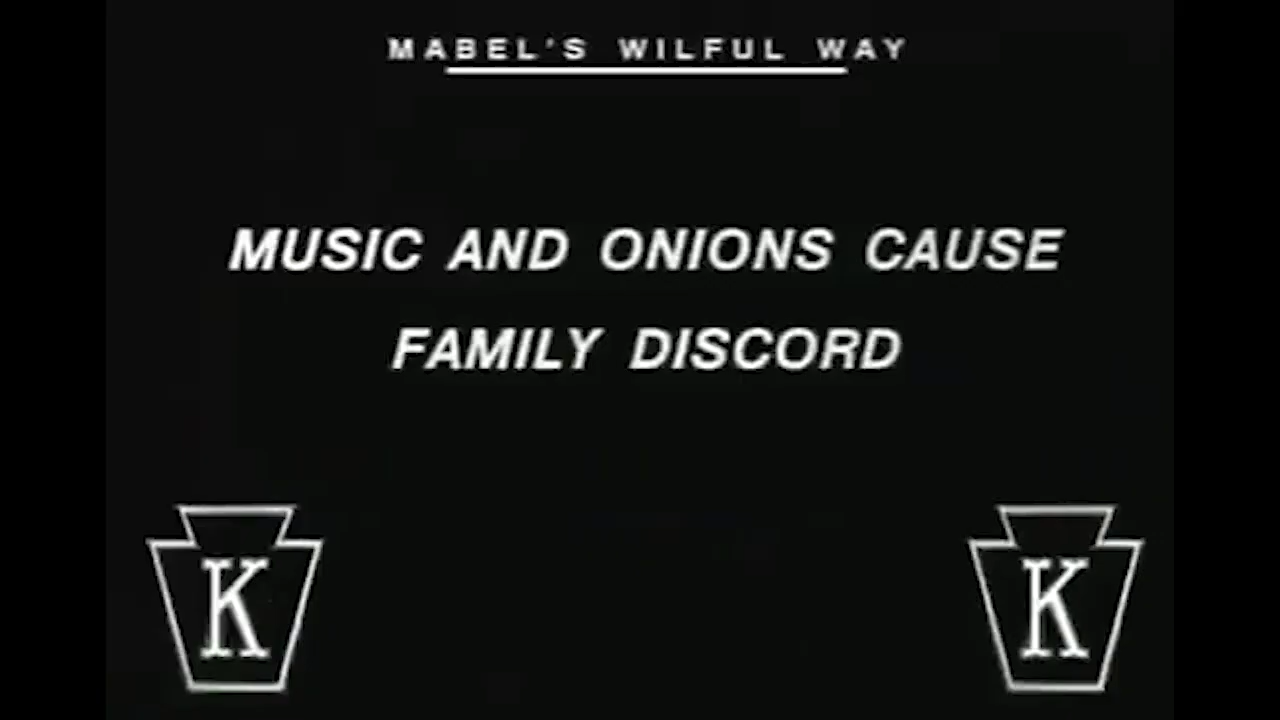 MABEL'S WILFUL WAY
MUSIC AND ONIONS CAUSE
FAMILY DISCORD
K K